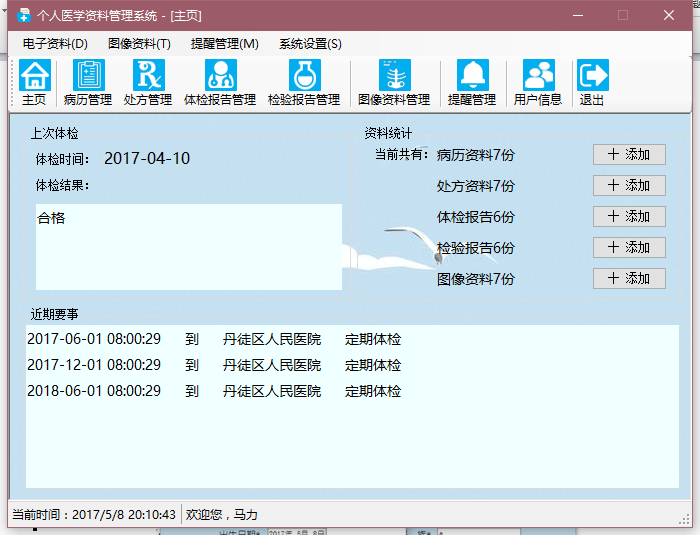 个人医学资料管理系统 - [主页]
电子资料(D) 图像资料(T) 提醒管理(M) 系统设置(S)
主页 病历管理 处方管理 体检报告管理 检验报告管理 图像资料管理 提醒管理 用户信息 退出
上次体检
体检时间： 2017-04-10
体检结果：
合格
资料统计
当前共有： 病历资料7份 添加
处方资料7份 添加
体检报告6份 添加
检验报告6份 添加
图像资料7份 添加
近期要事
2017-06-01 08:00:29 到 丹徒区人民医院 定期体检
2017-12-01 08:00:29 到 丹徒区人民医院 定期体检
2018-06-01 08:00:29 到 丹徒区人民医院 定期体检
当前时间：2017/5/8 20:10:43 欢迎您，马力